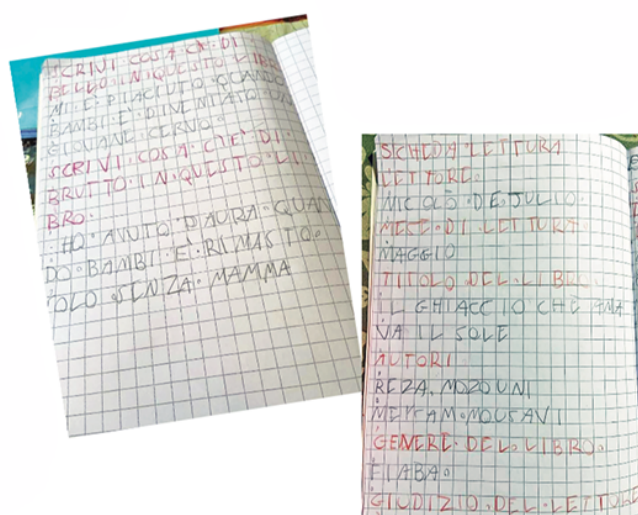 SCRIVI·COSA·C'È·DI·
BELLO·IN·QUESTO·LIBRO
MI·È·PIACIUTO·QUANDO
BAMBI·È·DIVENTATO·UN
GIOVANE·CERVO·
SCRIVI·COSA·C'È·DI·
BRUTTO·IN·QUESTO·LI
BRO·
HO·AVUTO·PAURA·QUAN
DO·BAMBI·È·RIMASTO·
OLO·SENZA·MAMMA
SCHEDA·LETTURA
LETTORE·
NICOLÒ·DE·JULIO·
MESE·DI·LETTURA·
MAGGIO
TITOLO·DEL·LIBRO·
IL GHIACCIO CHE AMA
VA IL SOLE
AUTORI
REZA·MOZOUNI
MEYSAM·MOUSAVI
GENERE·DEL·LIBRO·
FIABA·
GIUDIZIO·DEL·LETTORE